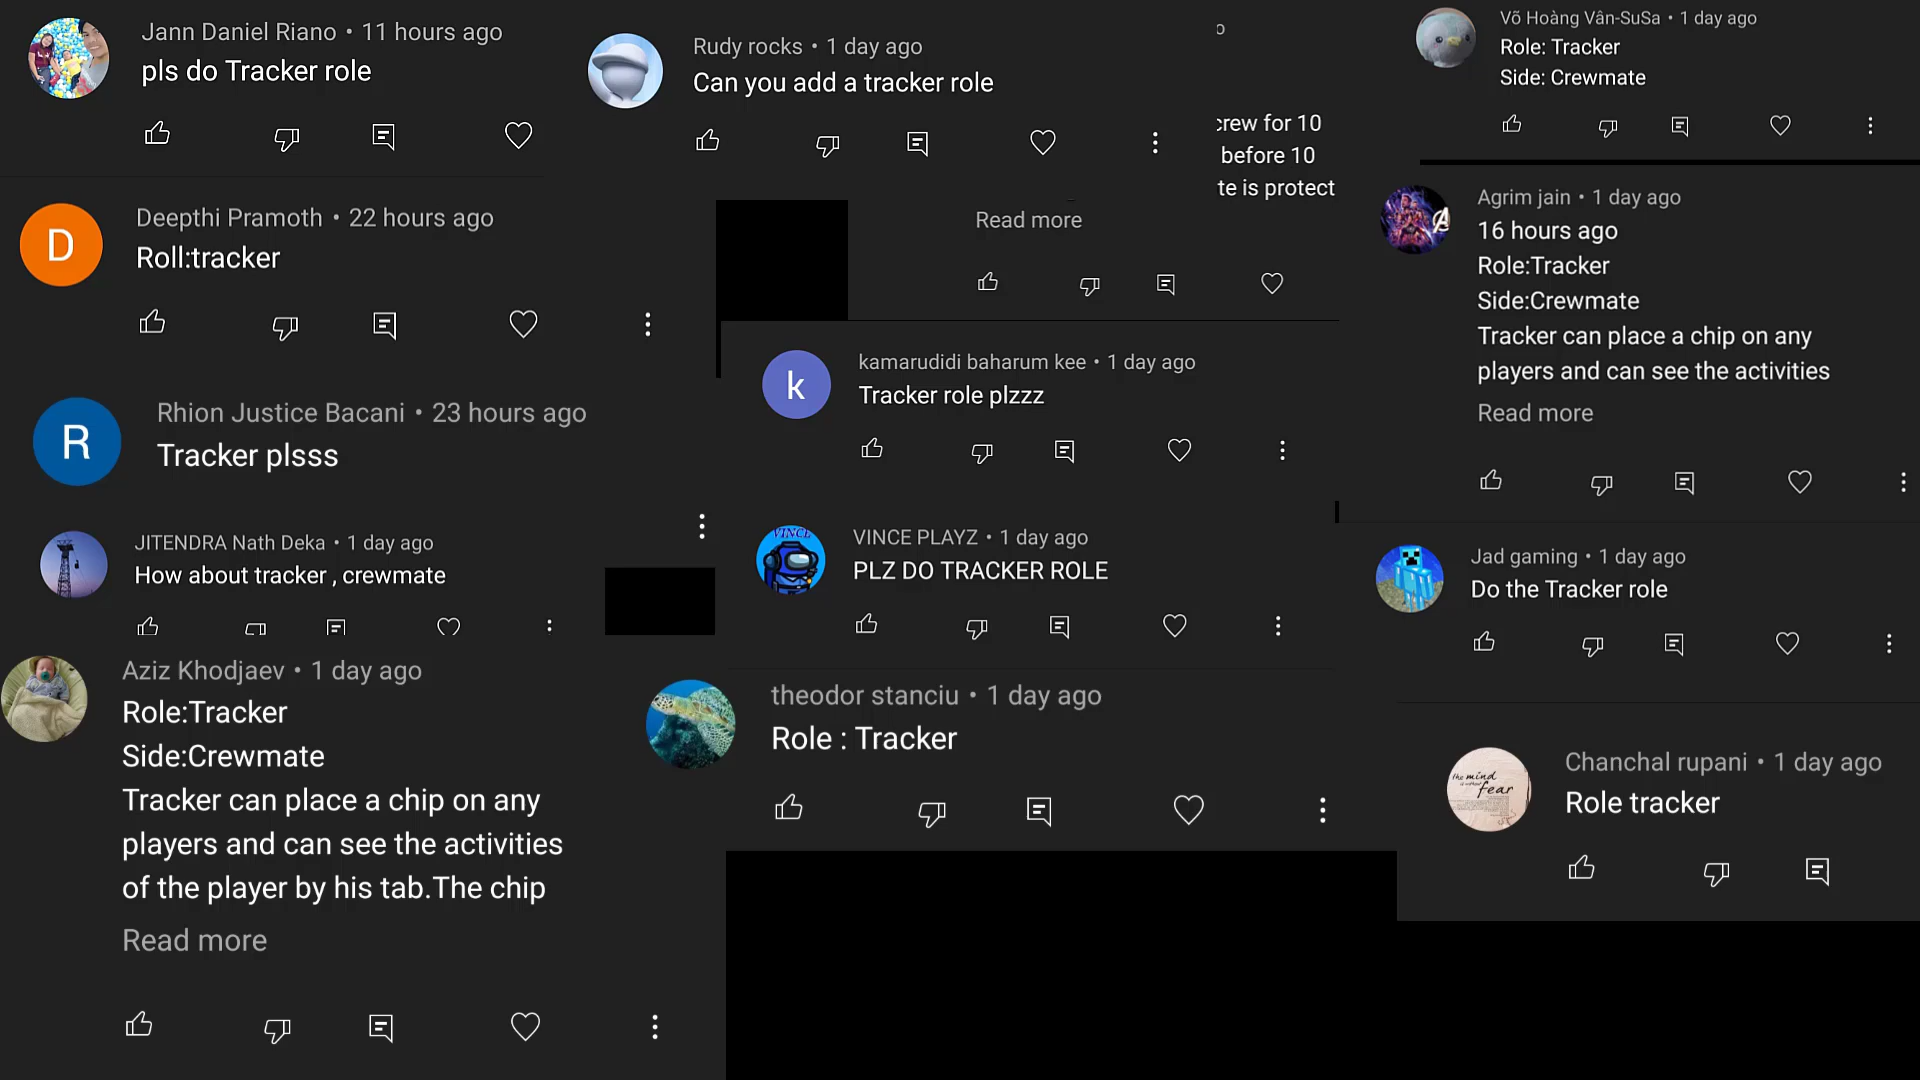 Jann Daniel Riano • 11 hours ago
pls do Tracker role
Deepthi Pramoth • 22 hours ago
D
Roll:tracker
Rhion Justice Bacani • 23 hours ago
R
Tracker plsss
JITENDRA Nath Deka • 1 day ago
How about tracker , crewmate
Aziz Khodjaev • 1 day ago
Role:Tracker
Side:Crewmate
Tracker can place a chip on any
players and can see the activities
of the player by his tab.The chip
Read more
Rudy rocks • 1 day ago
Can you add a tracker role
crew for 10
before 10
te is protect
Read more
kamarudidi baharum kee • 1 day ago
k
Tracker role plzzz
VINCE PLAYZ • 1 day ago
VINCE
PLZ DO TRACKER ROLE
theodor stanciu • 1 day ago
Role : Tracker
Võ Hoàng Vân-SuSa • 1 day ago
Role: Tracker
Side: Crewmate
Agrim jain • 1 day ago
16 hours ago
Role:Tracker
Side:Crewmate
Tracker can place a chip on any
players and can see the activities
Read more
Jad gaming • 1 day ago
Do the Tracker role
Chanchal rupani • 1 day ago
the mind
is without
fear
Role tracker